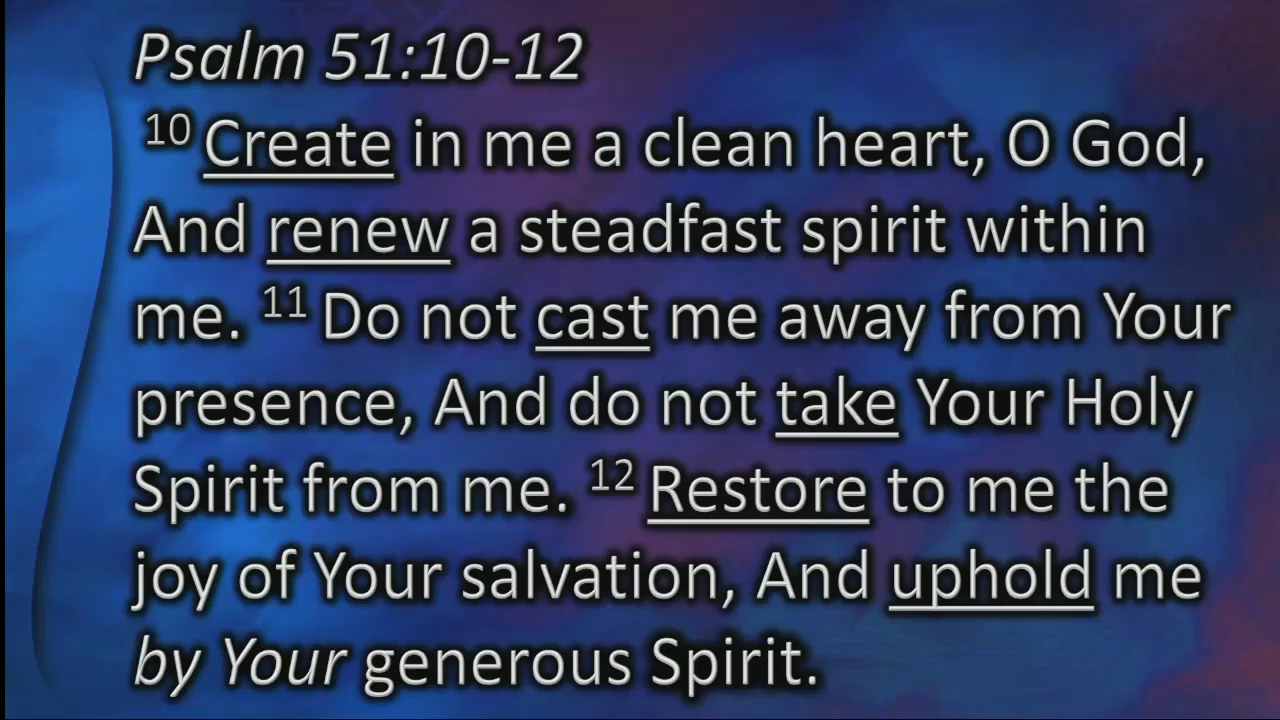 Psalm 51:10-12
10 Create in me a clean heart, O God,
And renew a steadfast spirit within
me. 11 Do not cast me away from Your
presence, And do not take Your Holy
Spirit from me. 12 Restore to me the
joy of Your salvation, And uphold me
by Your generous Spirit.